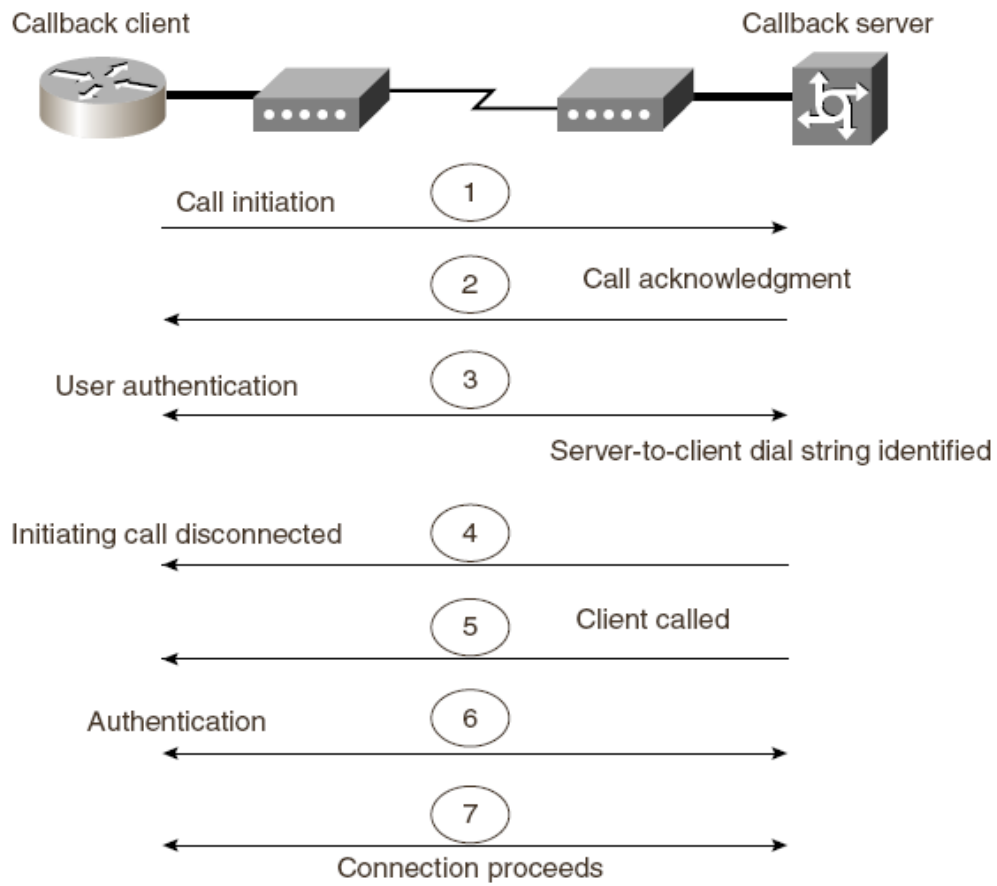 Callback client
Callback server
1
Call initiation
2
Call acknowledgment
3
User authentication
Server-to-client dial string identified
4
Initiating call disconnected
5
Client called
6
Authentication
7
Connection proceeds